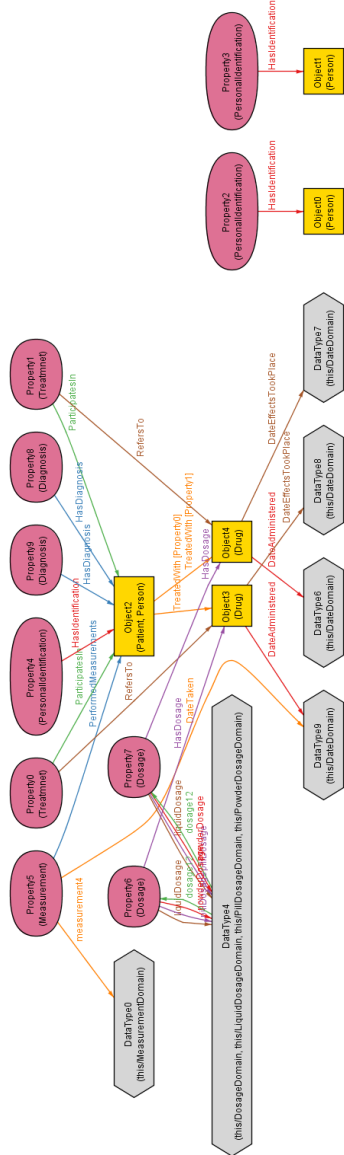 Property5
(Measurement)
Property0
(Treatmnet)
Property4
(PersonalIdentification)
Property9
(Diagnosis)
Property8
(Diagnosis)
Property1
(Treatmnet)
measurement4
PerformedMeasurements
ParticipatesIn
HasIdentification
HasDiagnosis
HasDiagnosis
ParticipatesIn
RefersTo
RefersTo
DataType0
(this/MeasurementDomain)
Property6
(Dosage)
Property7
(Dosage)
Object2
(Patient, Person)
TreatedWith [Property0]
TreatedWith [Property1]
liquidDosage
dosage12
liquidDosage
dosage12
powderDosage
HasDosage
HasDosage
DateTaken
DataType4
(this/DosageDomain, this/LiquidDosageDomain, this/PillDosageDomain, this/PowderDosageDomain)
Object3
(Drug)
Object4
(Drug)
Property2
(PersonalIdentification)
Property3
(PersonalIdentification)
DateAdministered
DateAdministered
DateEffectsTookPlace
DateEffectsTookPlace
HasIdentification
HasIdentification
DataType9
(this/DateDomain)
DataType6
(this/DateDomain)
DataType8
(this/DateDomain)
DataType7
(this/DateDomain)
Object0
(Person)
Object1
(Person)